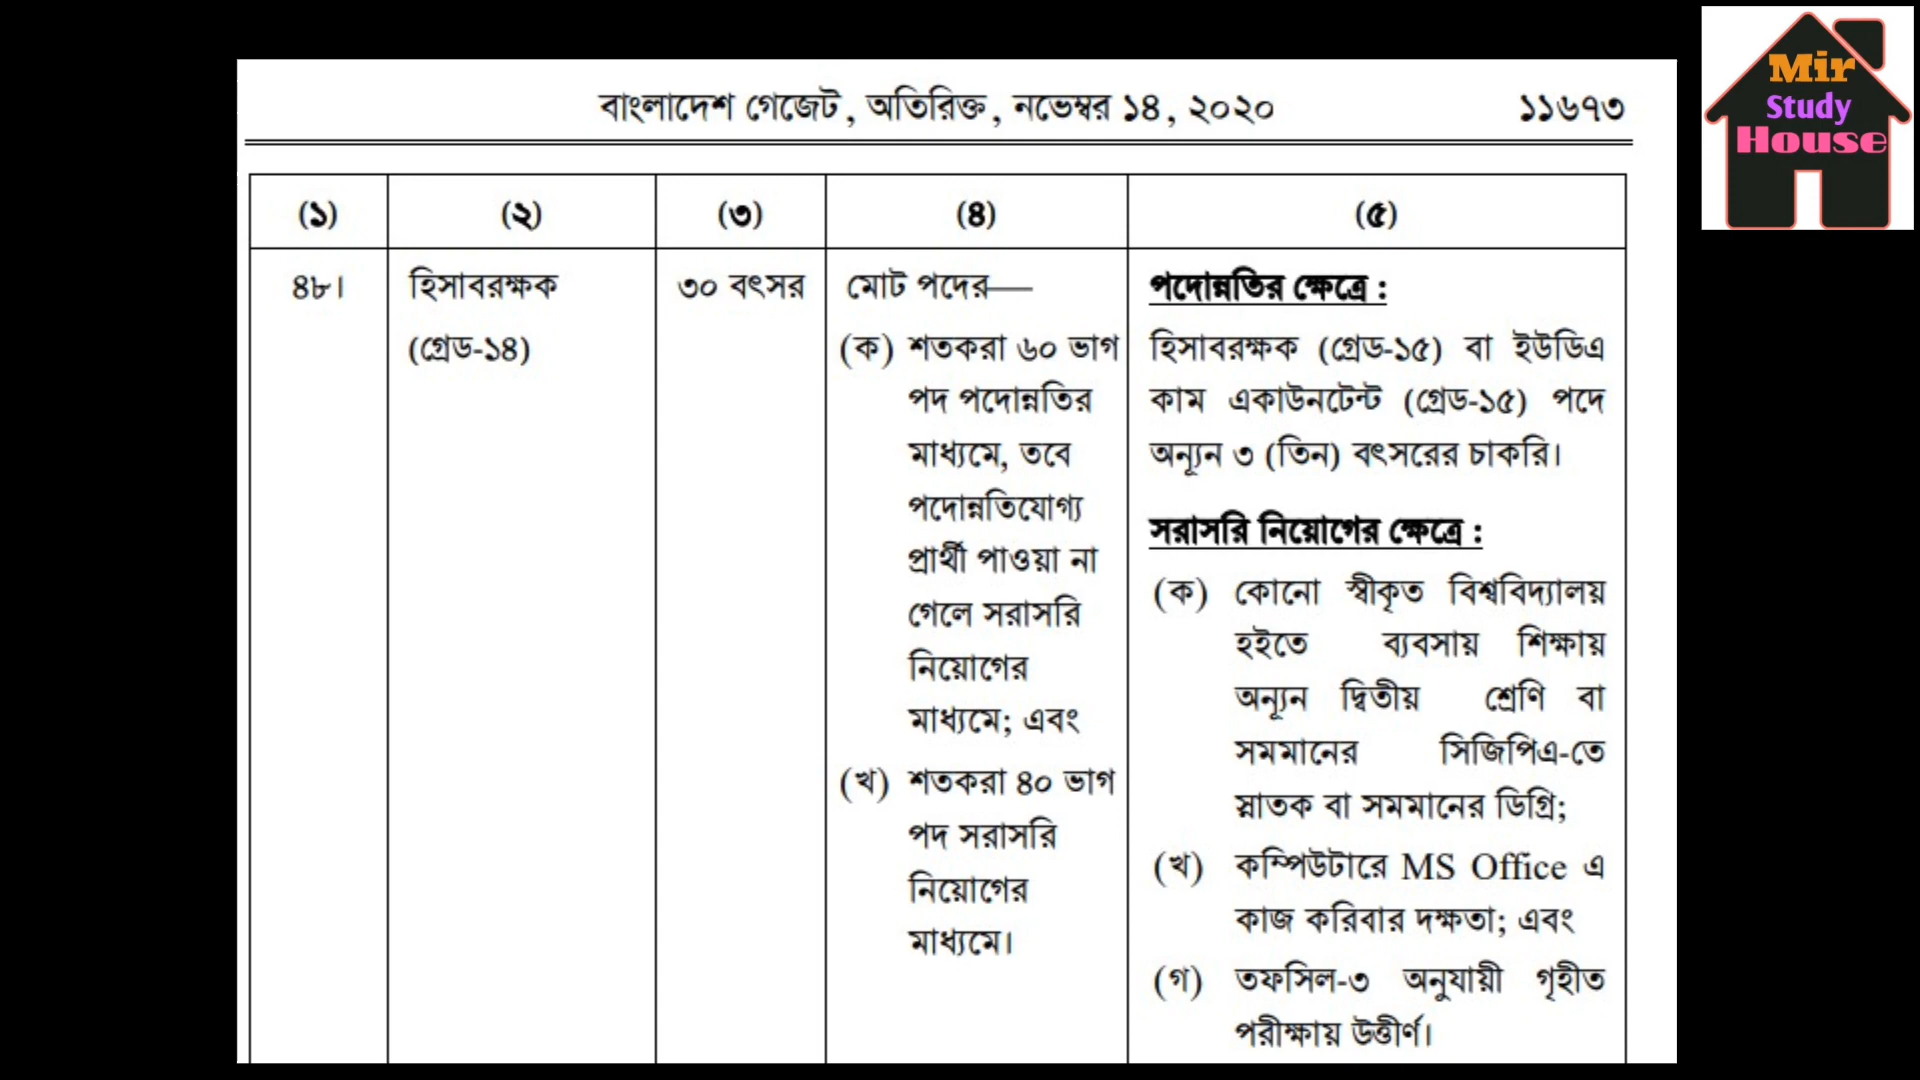 বাংলাদেশ গেজেট, অতিরিক্ত, নভেম্বর ১৪, ২০২০ ১১৬৭৩
Mir
Study
House
(১) (২) (৩) (৪) (৫)
৪৮। হিসাবরক্ষক
(গ্রেড-১৪)
৩০ বৎসর
মোট পদের—
(ক) শতকরা ৬০ ভাগ
পদ পদোন্নতির
মাধ্যমে, তবে
পদোন্নতিযোগ্য
প্রার্থী পাওয়া না
গেলে সরাসরি
নিয়োগের
মাধ্যমে; এবং
(খ) শতকরা ৪০ ভাগ
পদ সরাসরি
নিয়োগের
মাধ্যমে।
পদোন্নতির ক্ষেত্রে :
হিসাবরক্ষক (গ্রেড-১৫) বা ইউডিএ
কাম একাউনটেন্ট (গ্রেড-১৫) পদে
অন্যূন ৩ (তিন) বৎসরের চাকরি।
সরাসরি নিয়োগের ক্ষেত্রে :
(ক) কোনো স্বীকৃত বিশ্ববিদ্যালয়
হইতে ব্যবসায় শিক্ষায়
অন্যূন দ্বিতীয় শ্রেণি বা
সমমানের সিজিপিএ-তে
স্নাতক বা সমমানের ডিগ্রি;
(খ) কম্পিউটারে MS Office এ
কাজ করিবার দক্ষতা; এবং
(গ) তফসিল-৩ অনুযায়ী গৃহীত
পরীক্ষায় উত্তীর্ণ।